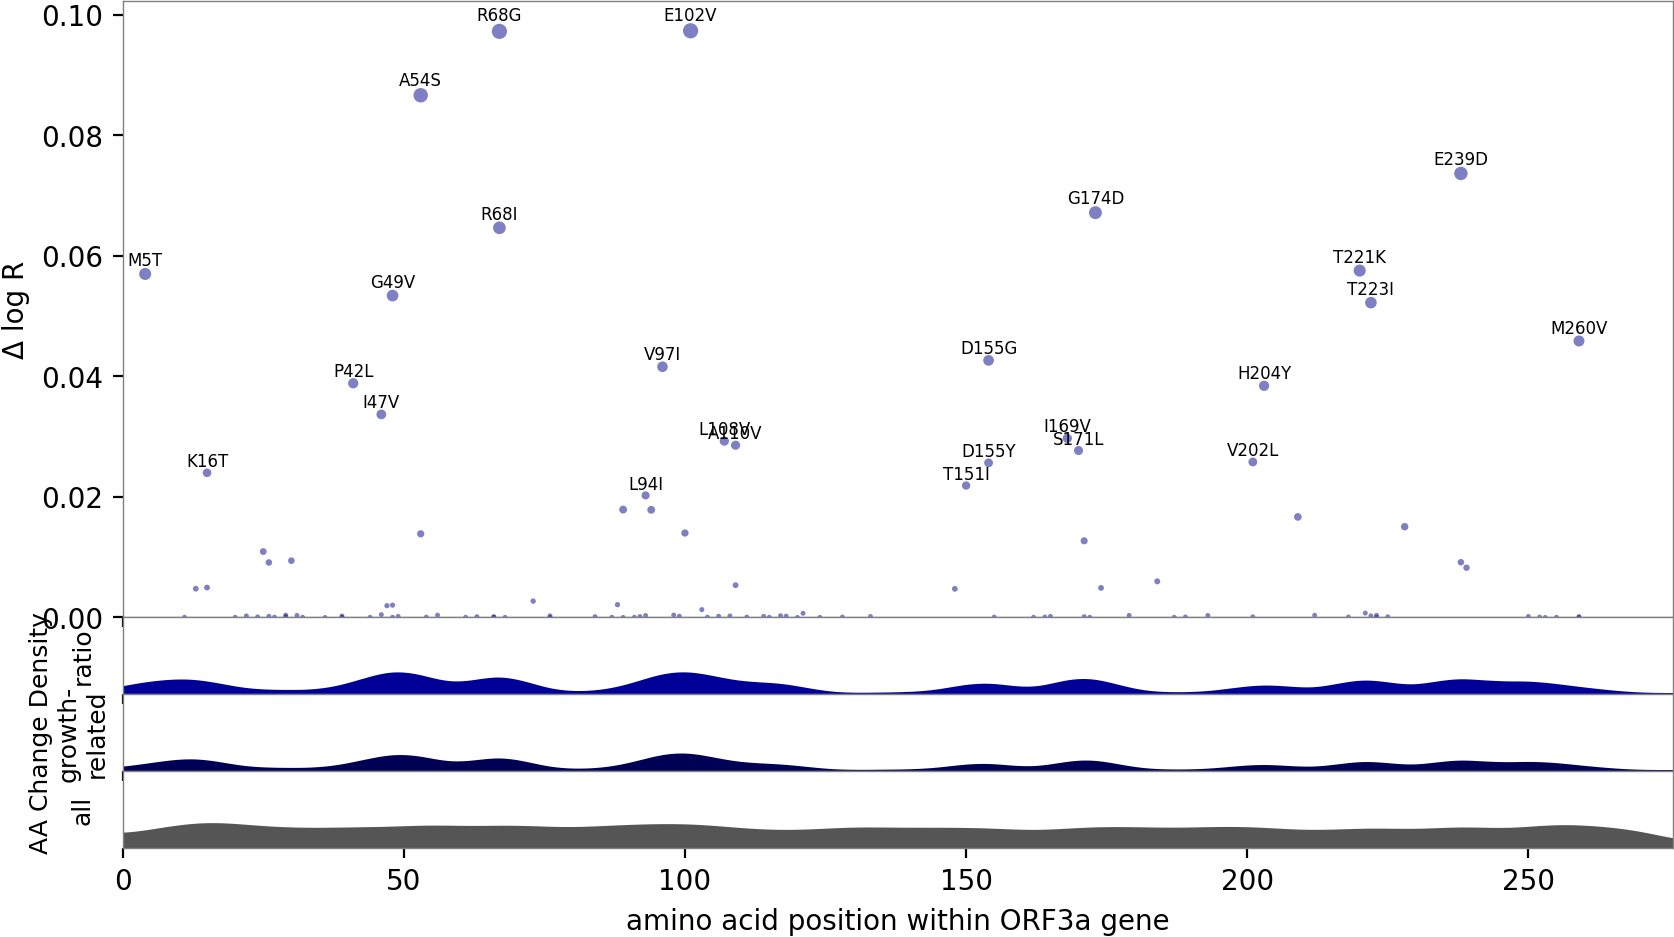 0.10
R68G
E102V
A54S
0.08
E239D
G174D
R68I
0.06
M5T
T221K
G49V
T223I
Δ log R
M260V
V97I
D155G
0.04
P42L
H204Y
I47V
L108V
A110V
I169V
S171L
K16T
D155Y
V202L
T151I
L94I
0.02
0.00
AA Change Density
ratio
growth-
related
all
0
50
100
150
200
250
amino acid position within ORF3a gene